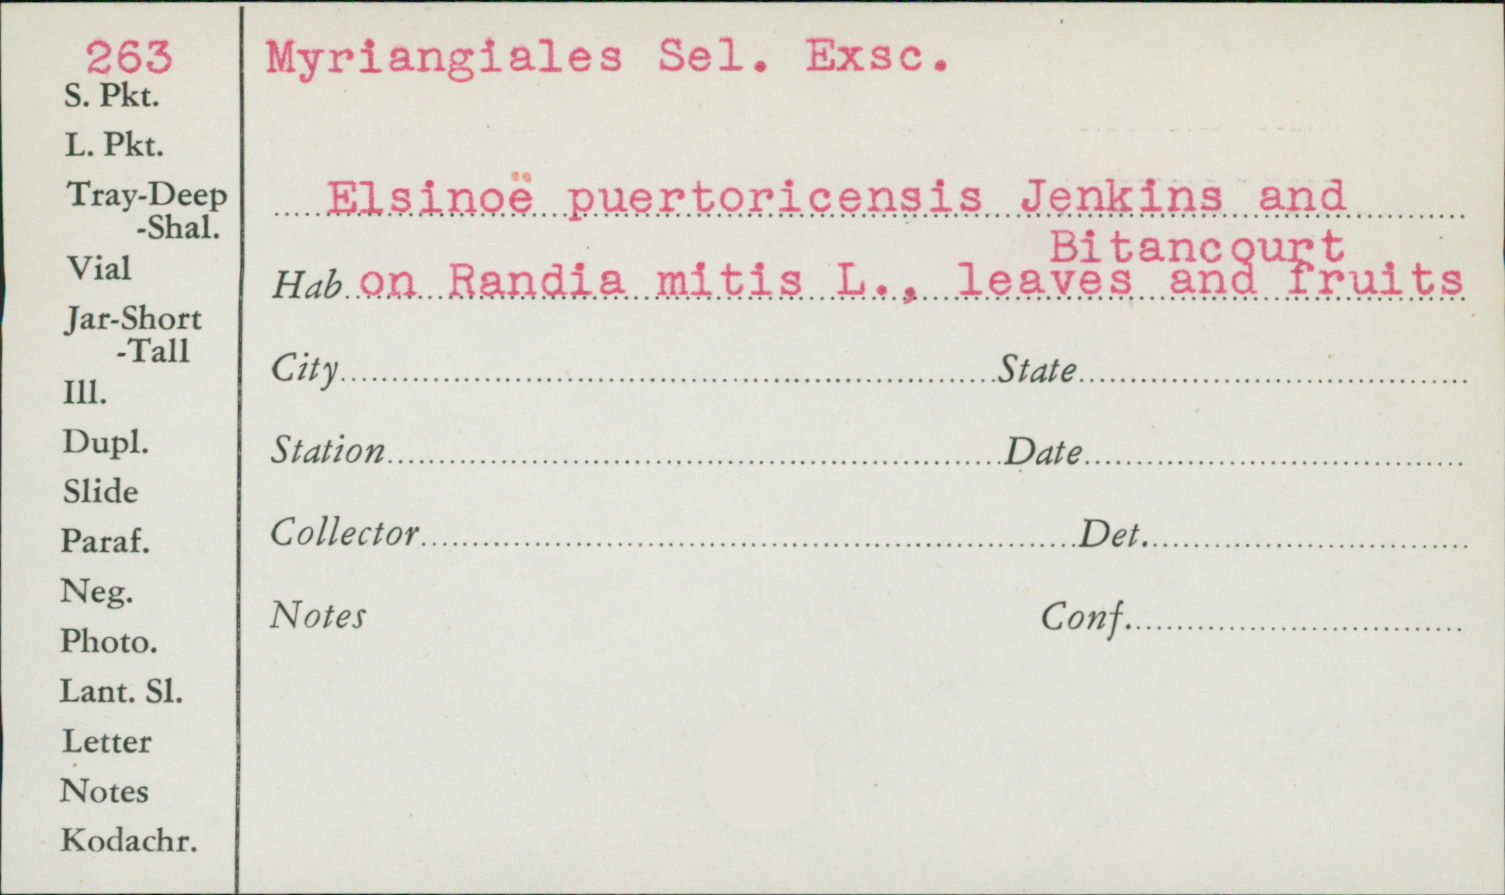 263
S. Pkt.
L. Pkt.
Tray-Deep
-Shal.
Vial
Jar-Short
-Tall
Ill.
Dupl.
Slide
Paraf.
Neg.
Photo.
Lant. Sl.
Letter
Notes
Kodachr.
Myriangiales Sel. Exsc.
Elsinoë puertoricensis Jenkins and
Bitancourt
Hab on Randia mitis L., leaves and fruits
City State
Station Date
Collector Det.
Notes Conf.